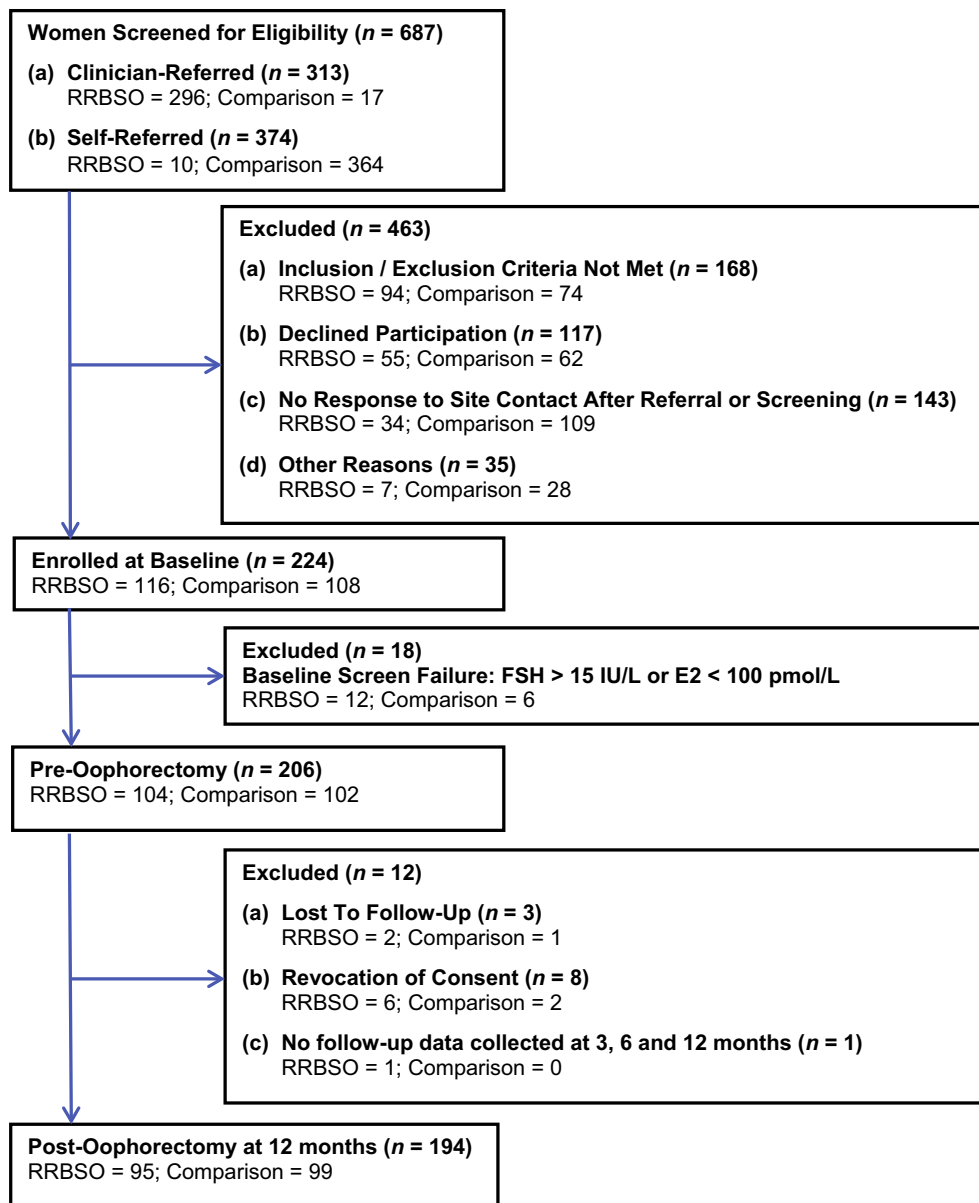 Women Screened for Eligibility (n = 687)
(a) Clinician-Referred (n = 313)
RRBSO = 296; Comparison = 17
(b) Self-Referred (n = 374)
RRBSO = 10; Comparison = 364
Excluded (n = 463)
(a) Inclusion / Exclusion Criteria Not Met (n = 168)
RRBSO = 94; Comparison = 74
(b) Declined Participation (n = 117)
RRBSO = 55; Comparison = 62
(c) No Response to Site Contact After Referral or Screening (n = 143)
RRBSO = 34; Comparison = 109
(d) Other Reasons (n = 35)
RRBSO = 7; Comparison = 28
Enrolled at Baseline (n = 224)
RRBSO = 116; Comparison = 108
Excluded (n = 18)
Baseline Screen Failure: FSH > 15 IU/L or E2 < 100 pmol/L
RRBSO = 12; Comparison = 6
Pre-Oophorectomy (n = 206)
RRBSO = 104; Comparison = 102
Excluded (n = 12)
(a) Lost To Follow-Up (n = 3)
RRBSO = 2; Comparison = 1
(b) Revocation of Consent (n = 8)
RRBSO = 6; Comparison = 2
(c) No follow-up data collected at 3, 6 and 12 months (n = 1)
RRBSO = 1; Comparison = 0
Post-Oophorectomy at 12 months (n = 194)
RRBSO = 95; Comparison = 99